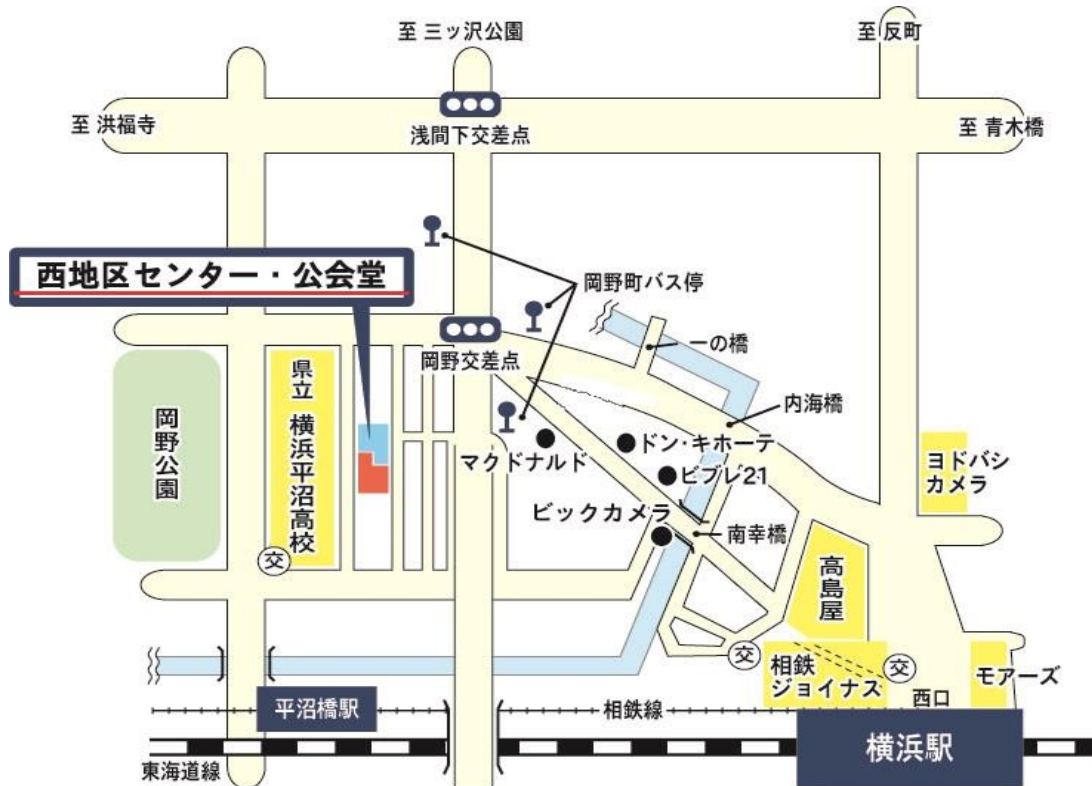 至 三ッ沢公園
至 反町
至 洪福寺
浅間下交差点
至 青木橋
西地区センター・公会堂
岡野町バス停
一の橋
岡野交差点
内海橋
岡野公園
県立 横浜平沼高校
マクドナルド
ドン・キホーテ
ビブレ21
ヨドバシ
カメラ
ビックカメラ
南幸橋
交
高島屋
交
相鉄
ジョイナス
交
西口
モアーズ
平沼橋駅
相鉄線
横浜駅
東海道線